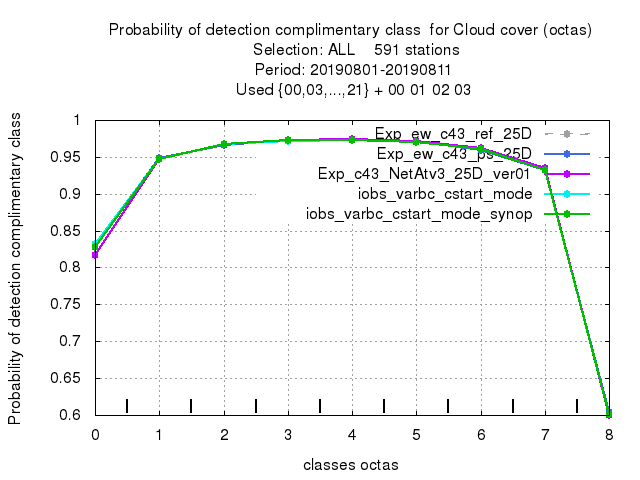 Probability of detection complimentary class  for Cloud cover (octas)
Selection: ALL    591 stations
Period: 20190801-20190811
Used {00,03,...,21} + 00 01 02 03
Probability of detection complimentary class
1
0.95
0.9
0.85
0.8
0.75
0.7
0.65
0.6
Exp_ew_c43_ref_25D
Exp_ew_c43_ps_25D
Exp_c43_NetAtv3_25D_ver01
iobs_varbc_cstart_mode
iobs_varbc_cstart_mode_synop
0 1 2 3 4 5 6 7 8
classes octas